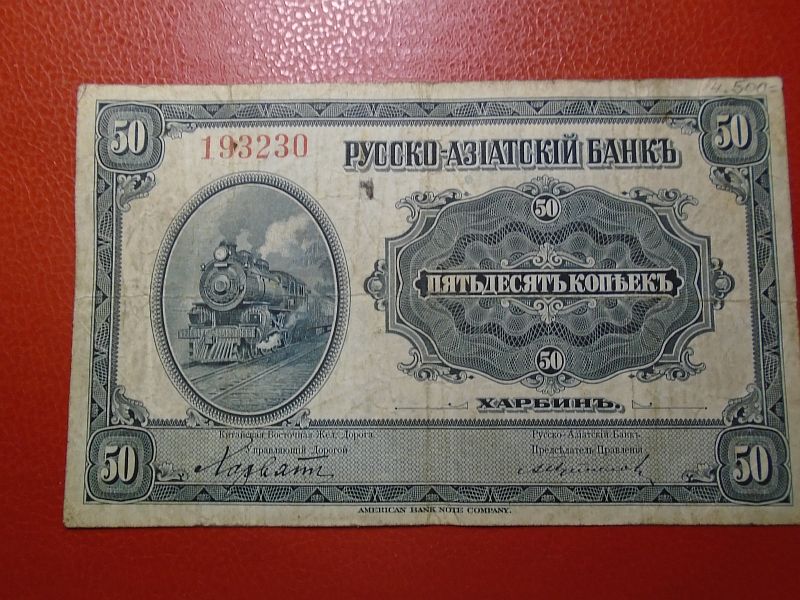 4.500=
50 50
193230
РУССКО-АЗІАТСКІЙ БАНКЪ
50
ПЯТЬДЕСЯТЪ КОПѢЕКЪ
50
ХАРБИНЪ,
Китайская Восточная Жел. Дорога. Русско-Азіатскій Банкъ
Управляющій Дорогой Предсѣдатель Правленія
50 50
AMERICAN BANK NOTE COMPANY.